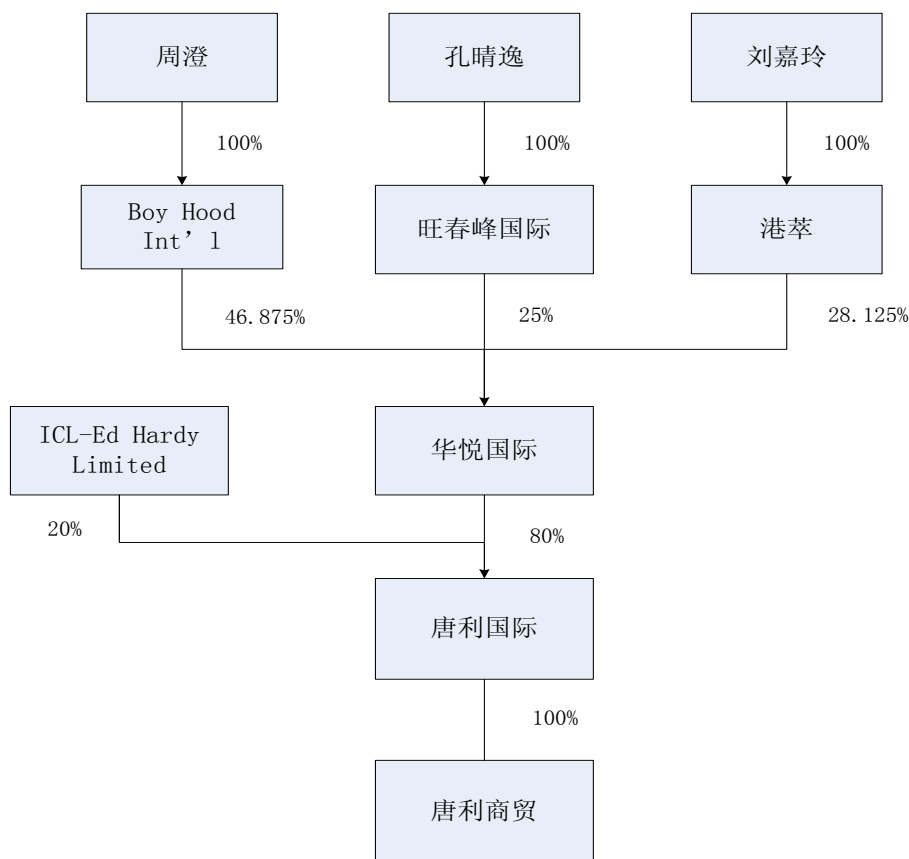 周澄
孔晴逸
刘嘉玲
100%
100%
100%
Boy Hood
Int’l
旺春峰国际
港萃
46.875%
25%
28.125%
ICL-Ed Hardy
Limited
华悦国际
20%
80%
唐利国际
100%
唐利商贸